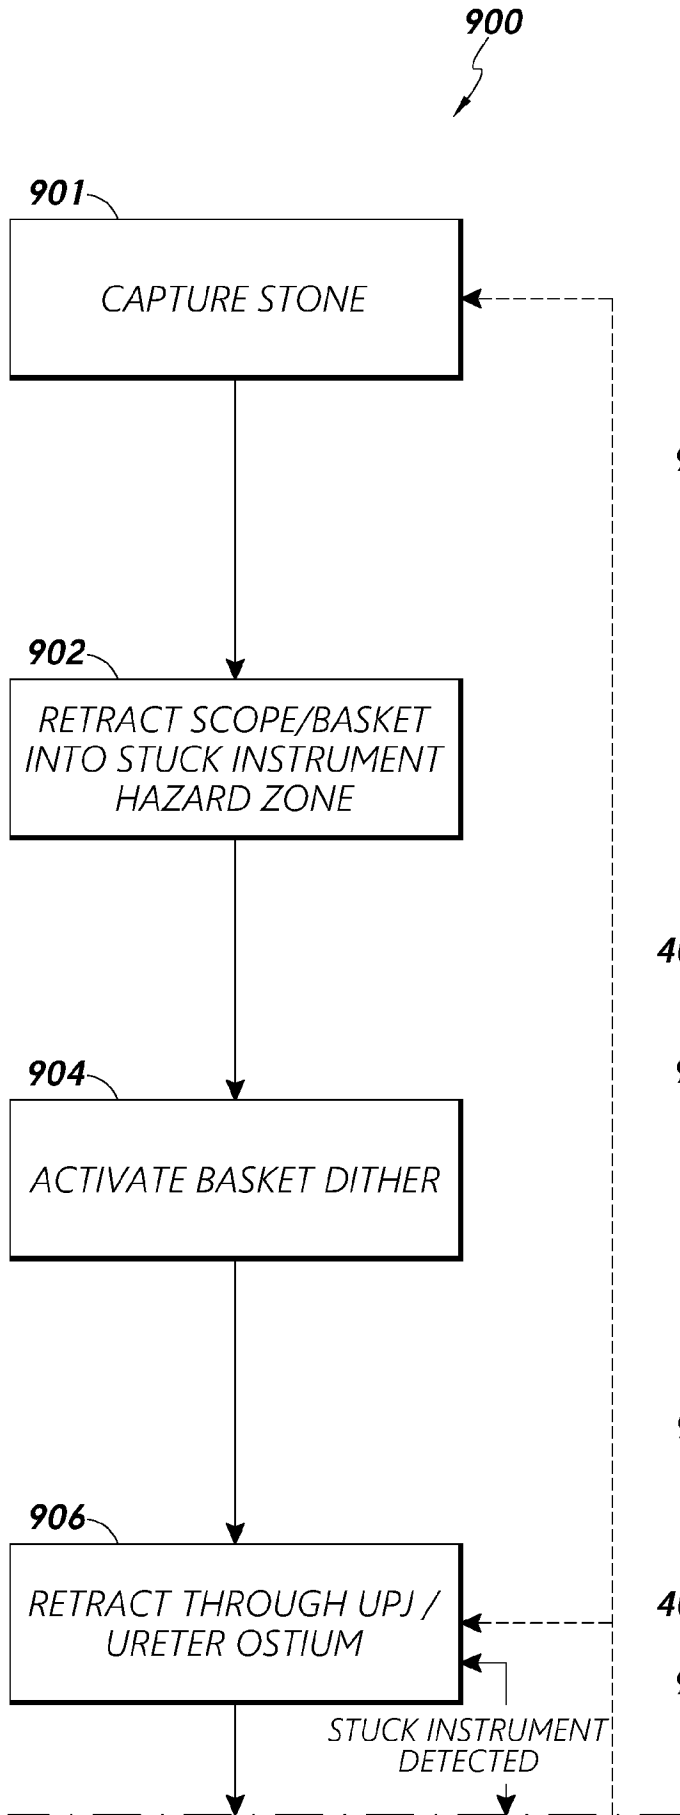 900
901
CAPTURE STONE
902
RETRACT SCOPE/BASKET
INTO STUCK INSTRUMENT
HAZARD ZONE
904
ACTIVATE BASKET DITHER
906
RETRACT THROUGH UPJ /
URETER OSTIUM
STUCK INSTRUMENT
DETECTED